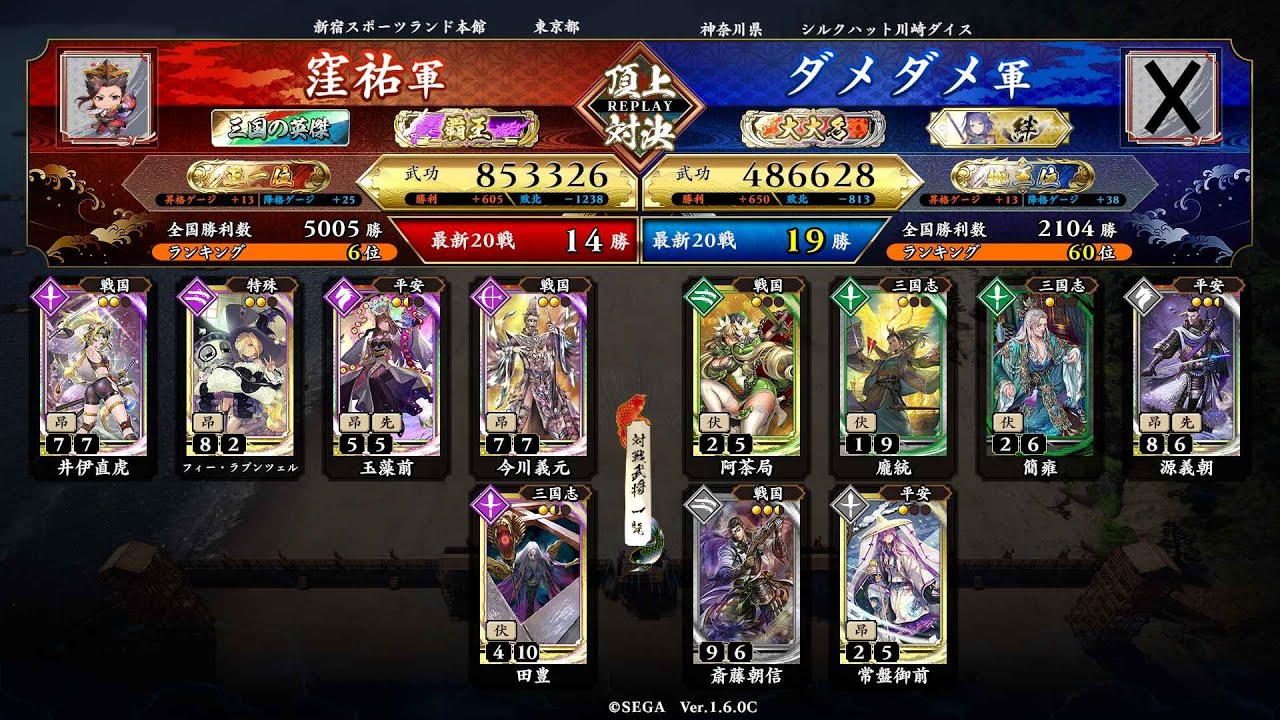 新宿スポーツランド本館 東京都
神奈川県 シルクハット川崎ダイス
窪祐軍
頂上
REPLAY
対決
ダメダメ軍
X
三国の英傑 覇王
大大名 絆
正一位
武功 853326
昇格ゲージ +13 降格ゲージ +25
勝利 +605 敗北 -1238
武功 486628
勝利 +650 敗北 -813
昇格ゲージ +13 降格ゲージ +38
全国勝利数 5005勝
ランキング 6位
最新20戦 14勝
最新20戦 19勝
全国勝利数 2104勝
ランキング 60位
戦国
昂
7 7
井伊直虎
特殊
昂
8 2
フィー・ラプンツェル
平安
昂 先
5 5
玉藻前
戦国
昂
7 7
今川義元
対戦武将一覧
戦国
伏
2 5
阿茶局
三国志
伏
1 9
龐統
三国志
伏
2 6
簡雍
平安
昂 先
8 6
源義朝
三国志
伏
4 10
田豊
戦国
9 6
斎藤朝信
平安
昂
2 5
常盤御前
©SEGA Ver.1.6.0C